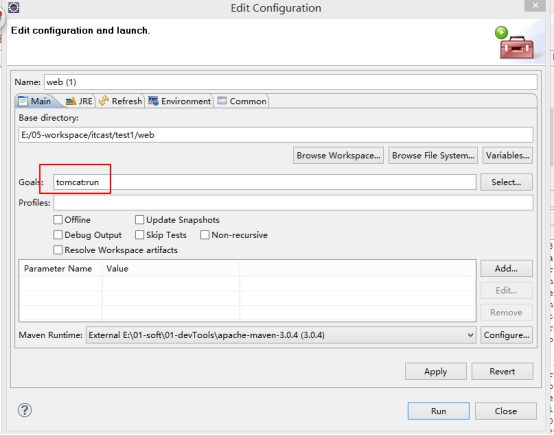 Edit Configuration
Edit configuration and launch.
Name: web (1)
Main JRE Refresh Environment Common
Base directory:
E:/05-workspace/itcast/test1/web
Browse Workspace... Browse File System... Variables...
Goals: tomcat:run Select...
Profiles:
Offline Update Snapshots
Debug Output Skip Tests Non-recursive
Resolve Workspace artifacts
Parameter Name Value Add...
Edit...
Remove
Maven Runtime: External E:\01-soft\01-devTools\apache-maven-3.0.4 (3.0.4) Configure...
Apply Revert
Run Close